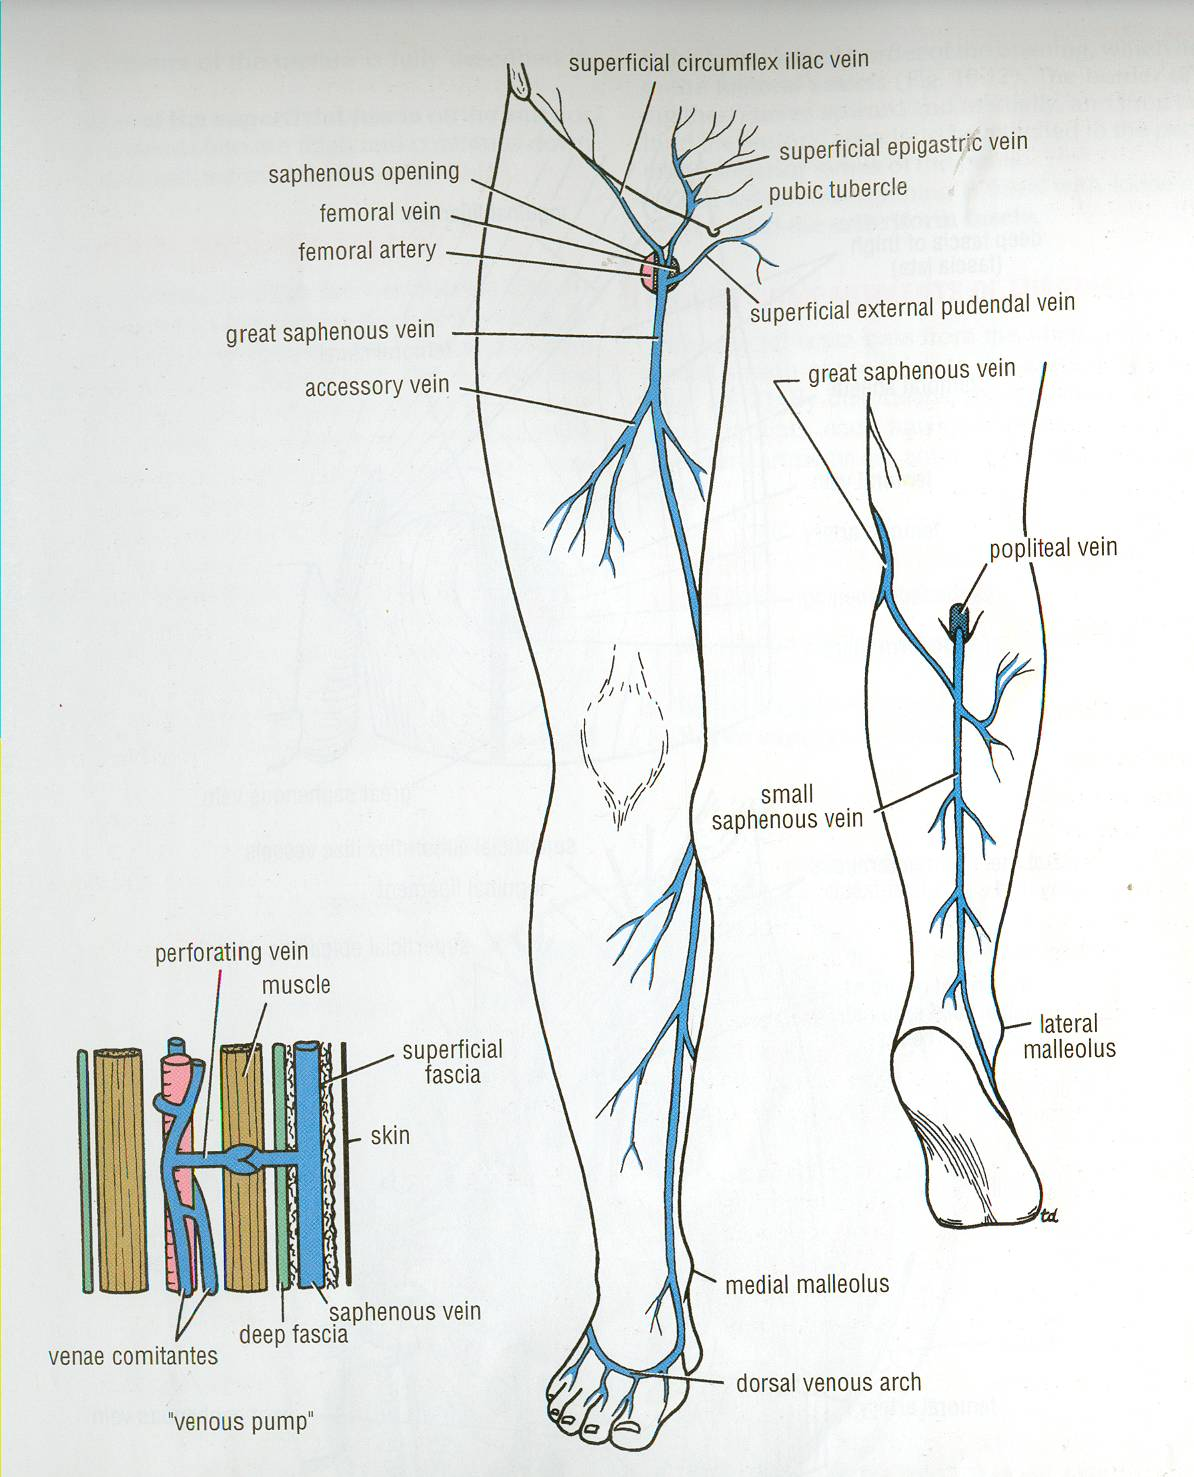 superficial circumflex iliac vein
superficial epigastric vein
saphenous opening
pubic tubercle
femoral vein
femoral artery
superficial external pudendal vein
great saphenous vein
great saphenous vein
accessory vein
popliteal vein
small
saphenous vein
perforating vein
muscle
superficial
fascia
lateral
malleolus
skin
td
medial malleolus
saphenous vein
deep fascia
venae comitantes
dorsal venous arch
"venous pump"